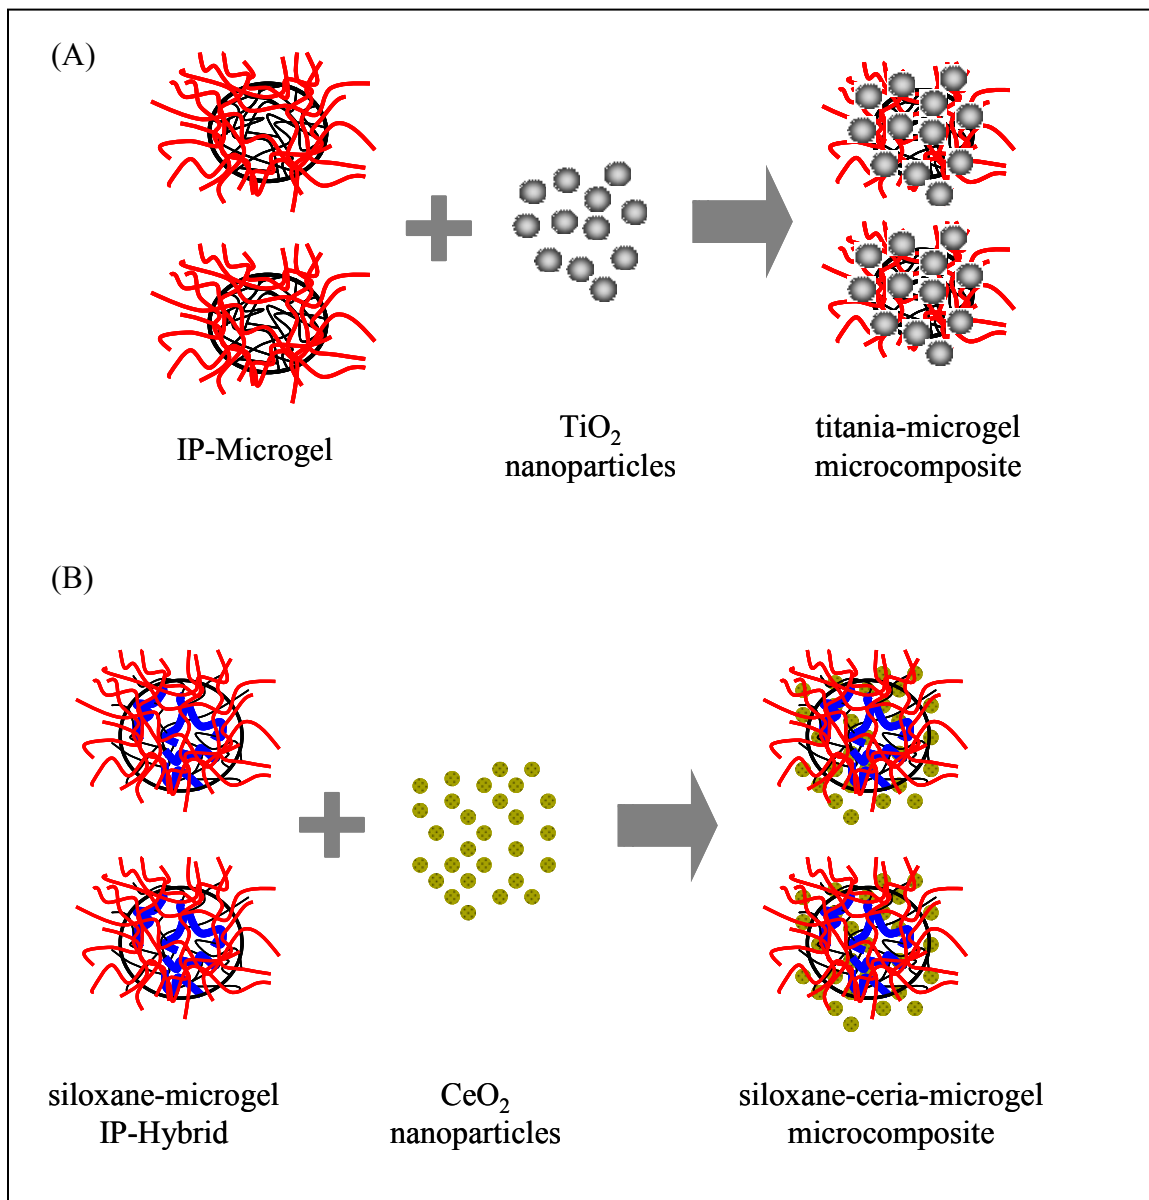 (A)
IP-Microgel
TiO₂
nanoparticles
titania-microgel
microcomposite
(B)
siloxane-microgel
IP-Hybrid
CeO₂
nanoparticles
siloxane-ceria-microgel
microcomposite